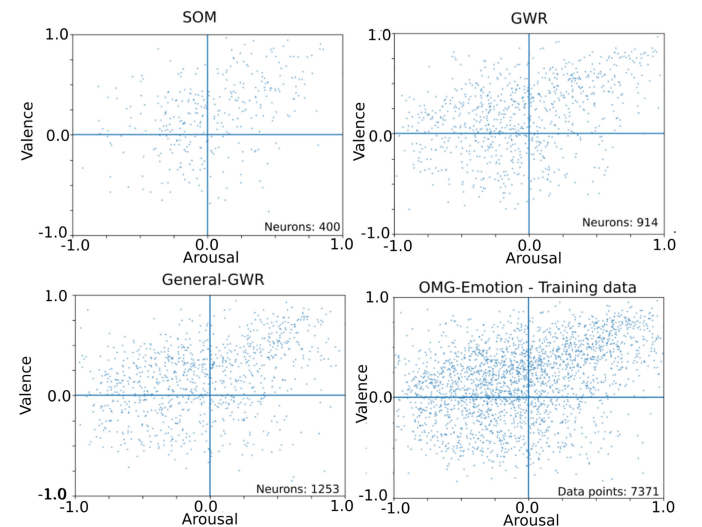 SOM
1.0
Valence
0.0
-1.0
Neurons: 400
-1.0 0.0 1.0
Arousal
GWR
1.0
Valence
0.0
-1.0
Neurons: 914
-1.0 0.0 1.0
Arousal
General-GWR
1.0
Valence
0.0
-1.0
Neurons: 1253
-1.0 0.0 1.0
Arousal
OMG-Emotion - Training data
1.0
Valence
0.0
-1.0
Data points: 7371
-1.0 0.0 1.0
Arousal